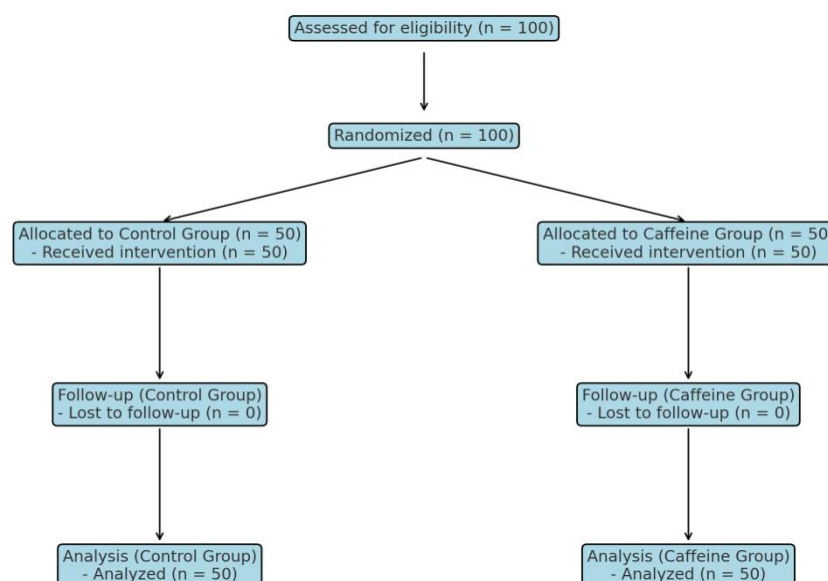 Assessed for eligibility (n = 100)
Randomized (n = 100)
Allocated to Control Group (n = 50)
- Received intervention (n = 50)
Allocated to Caffeine Group (n = 50
- Received intervention (n = 50)
Follow-up (Control Group)
- Lost to follow-up (n = 0)
Follow-up (Caffeine Group)
- Lost to follow-up (n = 0)
Analysis (Control Group)
- Analyzed (n = 50)
Analysis (Caffeine Group)
- Analyzed (n = 50)